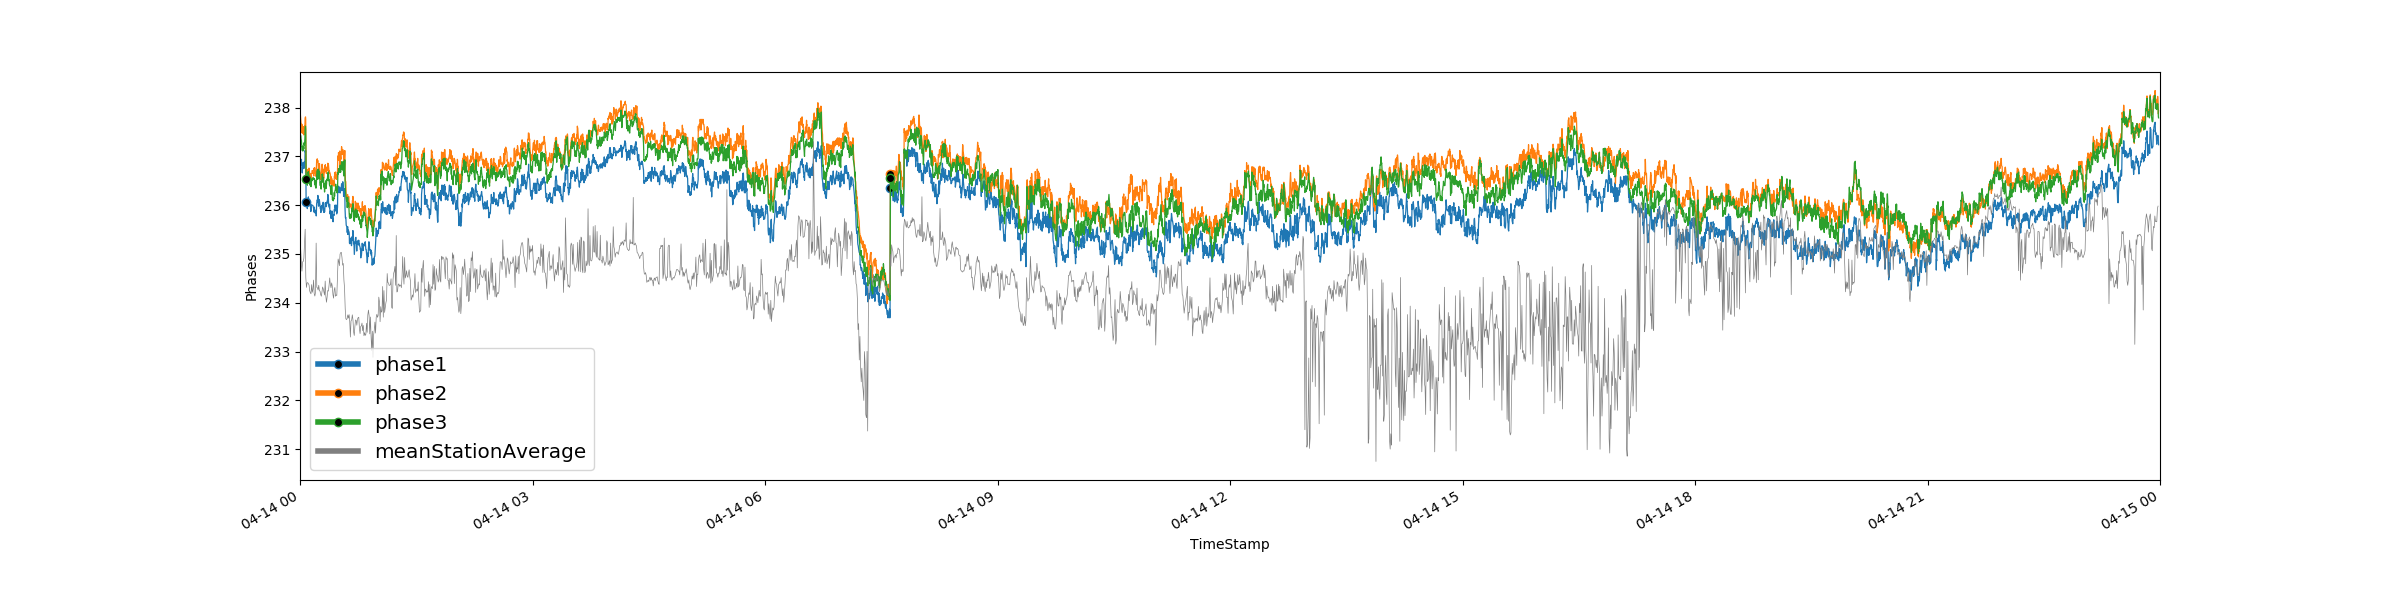 238
237
236
235
234
233
232
231
Phases
phase1
phase2
phase3
meanStationAverage
04-14 00
04-14 03
04-14 06
04-14 09
04-14 12
04-14 15
04-14 18
04-14 21
04-15 00
TimeStamp